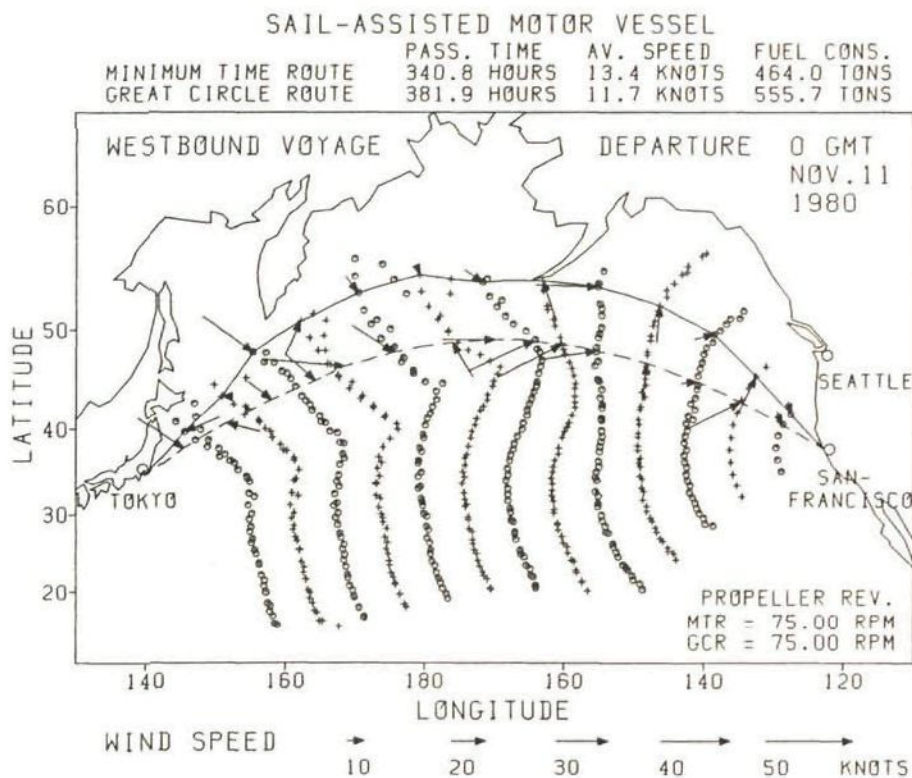 SAIL-ASSISTED MOTOR VESSEL
PASS. TIME AV. SPEED FUEL CONS.
MINIMUM TIME ROUTE 340.8 HOURS 13.4 KNOTS 464.0 TONS
GREAT CIRCLE ROUTE 381.9 HOURS 11.7 KNOTS 555.7 TONS
WESTBOUND VOYAGE DEPARTURE 0 GMT
NOV.11
1980
60
50
40
30
20
LATITUDE
SEATTLE
SAN-
FRANCISCO
TOKYO
PROPELLER REV.
MTR = 75.00 RPM
GCR = 75.00 RPM
140 160 180 160 140 120
LONGITUDE
WIND SPEED
10 20 30 40 50 KNOTS